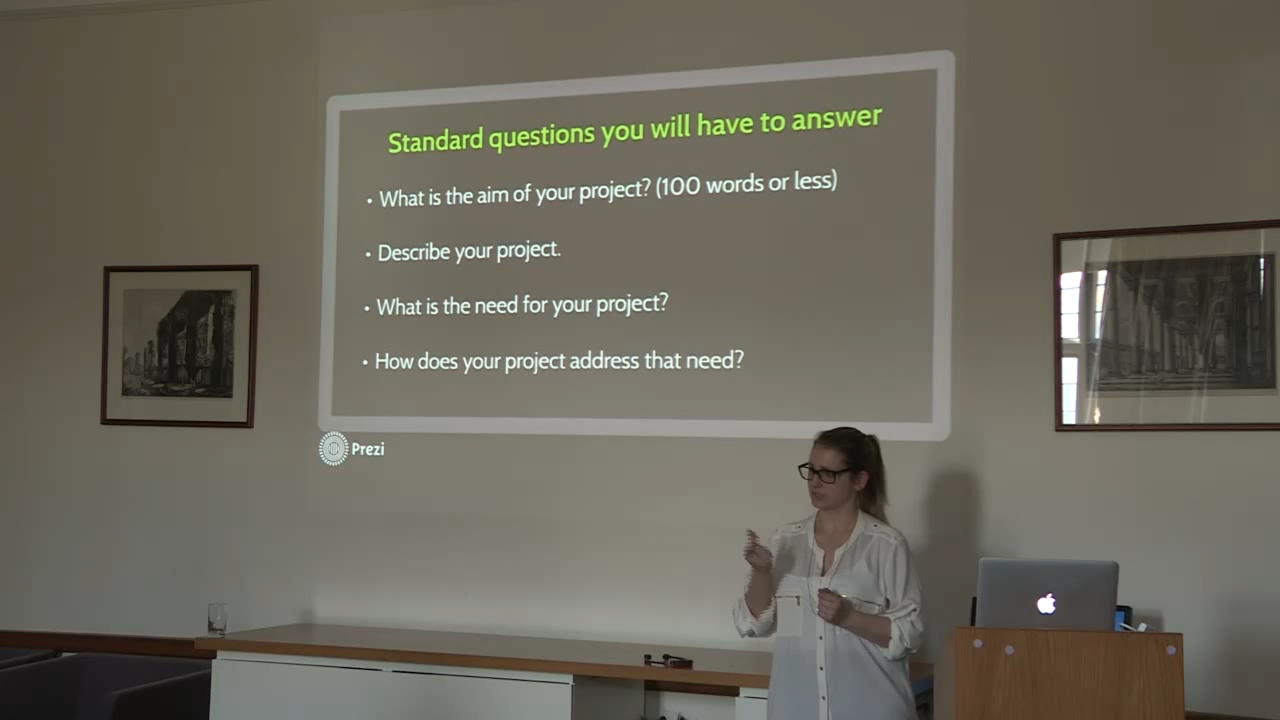 Standard questions you will have to answer
• What is the aim of your project? (100 words or less)
• Describe your project.
• What is the need for your project?
• How does your project address that need?
Prezi